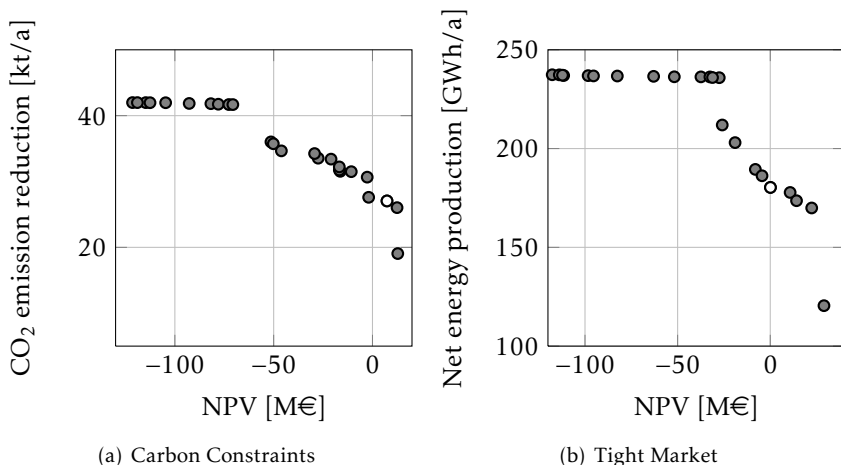 CO₂ emission reduction [kt/a]
40
20
−100
−50
0
NPV [M€]
(a) Carbon Constraints
Net energy production [GWh/a]
250
200
150
100
−100
−50
0
NPV [M€]
(b) Tight Market